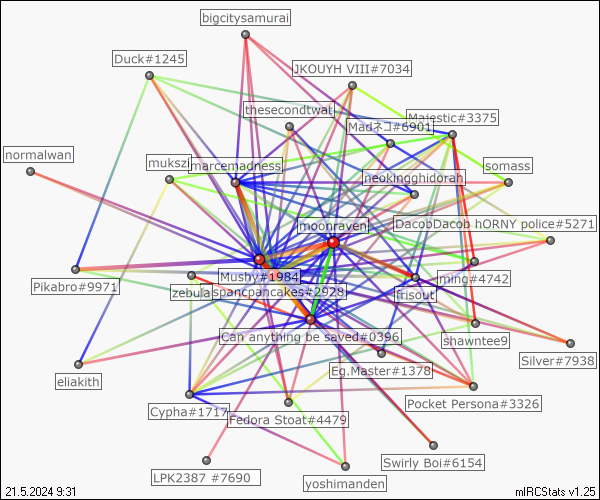 bigcitysamurai
Duck#1245
JKOUYH VIII#7034
thesecondtwat
Majestic#3375
Madネコ#6901
normalwan
mukszi
marcemadness
somass
neokingghidorah
moonraven
DacobDacob hORNY police#5271
Mushy#1984
ming#4742
Pikabro#9971
zebula
spancpancakes#2928
frisout
Can anything be saved#0396
shawntee9
Silver#7938
Eg.Master#1378
eliakith
Cypha#1717
Fedora Stoat#4479
Pocket Persona#3326
Swirly Boi#6154
LPK2387 #7690
yoshimanden
21.5.2024 9:31
mIRCStats v1.25